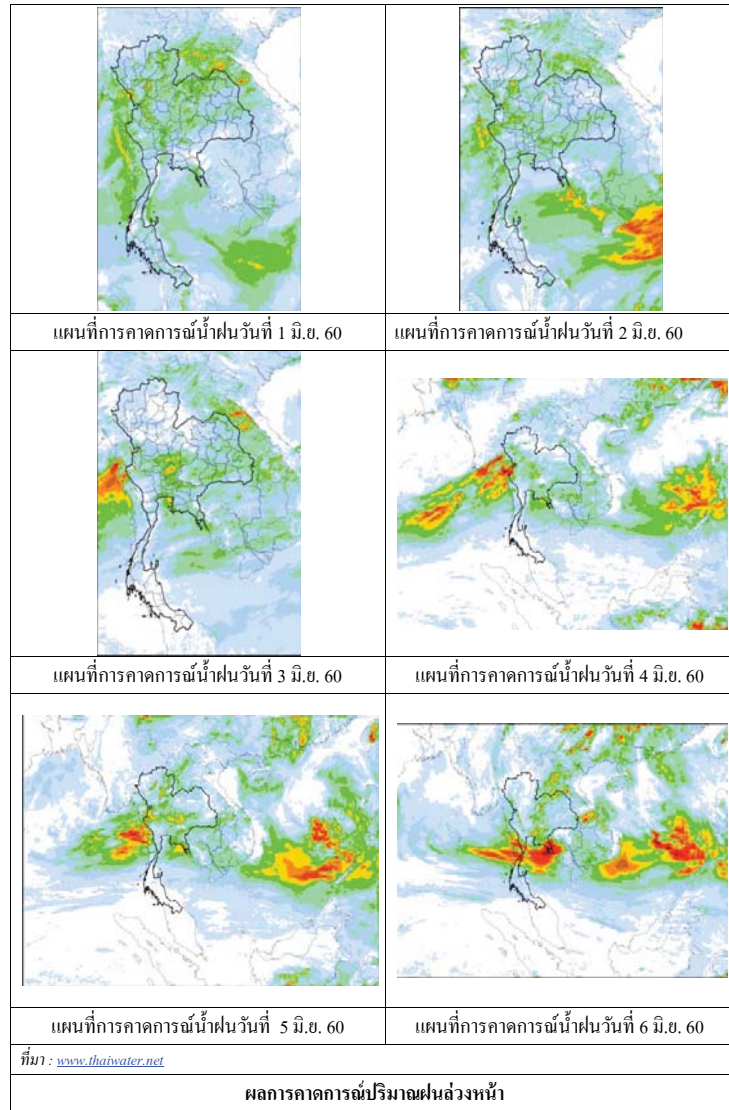 แผนที่การคาดการณ์น้ำฝนวันที่ 1 มิ.ย. 60
แผนที่การคาดการณ์น้ำฝนวันที่ 2 มิ.ย. 60
แผนที่การคาดการณ์น้ำฝนวันที่ 3 มิ.ย. 60
แผนที่การคาดการณ์น้ำฝนวันที่ 4 มิ.ย. 60
แผนที่การคาดการณ์น้ำฝนวันที่ 5 มิ.ย. 60
แผนที่การคาดการณ์น้ำฝนวันที่ 6 มิ.ย. 60
ที่มา : www.thaiwater.net
ผลการคาดการณ์ปริมาณฝนล่วงหน้า